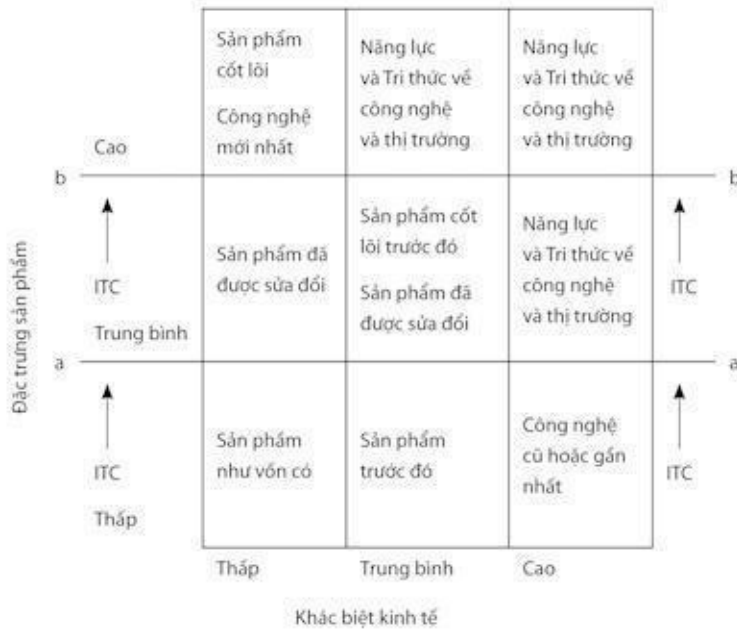 Sản phẩm
cốt lõi
Công nghệ
mới nhất
Năng lực
và Tri thức về
công nghệ
và thị trường
Năng lực
và Tri thức về
công nghệ
và thị trường
Cao
b
b
Sản phẩm đã
được sửa đổi
Sản phẩm cốt
lõi trước đó
Sản phẩm đã
được sửa đổi
Năng lực
và Tri thức về
công nghệ
và thị trường
ITC
ITC
Trung bình
Đặc trưng sản phẩm
a
a
Sản phẩm
như vốn có
Sản phẩm
trước đó
Công nghệ
cũ hoặc gần
nhất
ITC
ITC
Thấp
Thấp
Trung bình
Cao
Khác biệt kinh tế